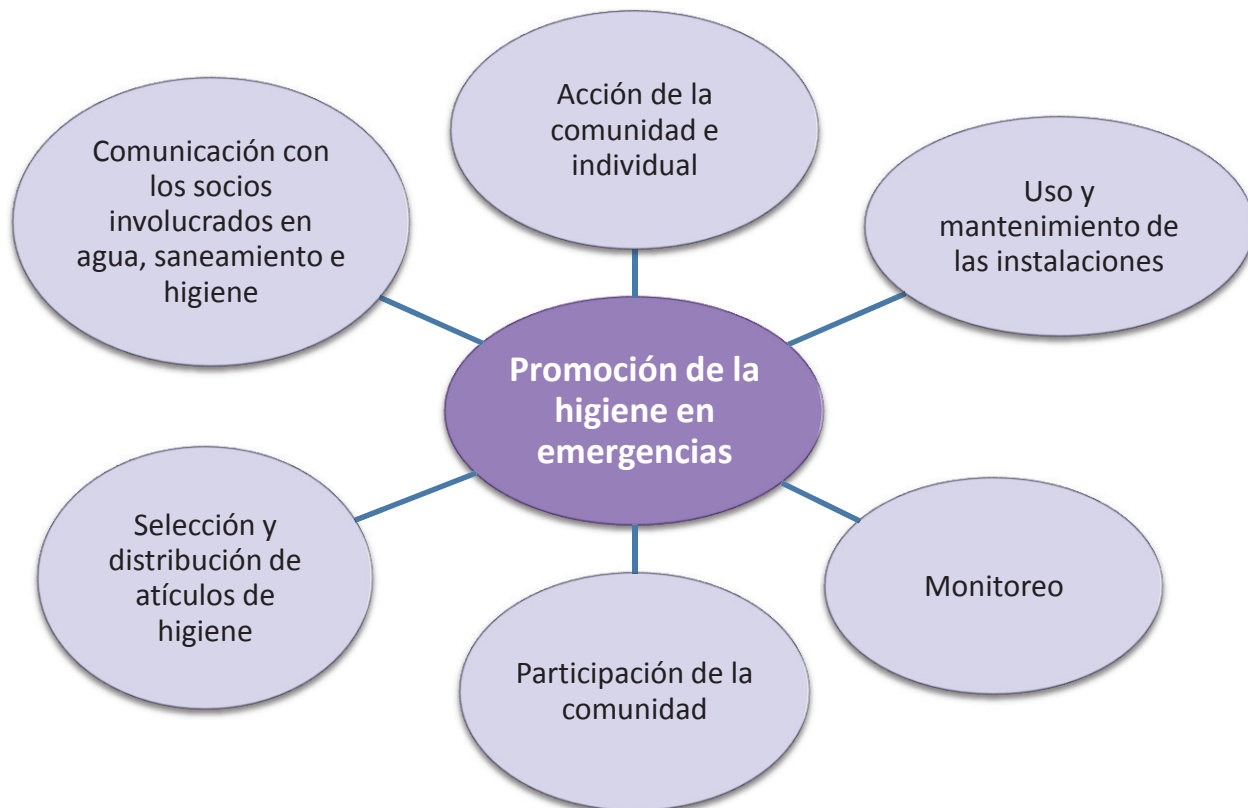 Acción de la
comunidad e
individual
Comunicación con
los socios
involucrados en
agua, saneamiento e
higiene
Uso y
mantenimiento de
las instalaciones
Promoción de la
higiene en
emergencias
Selección y
distribución de
atículos de
higiene
Monitoreo
Participación de la
comunidad